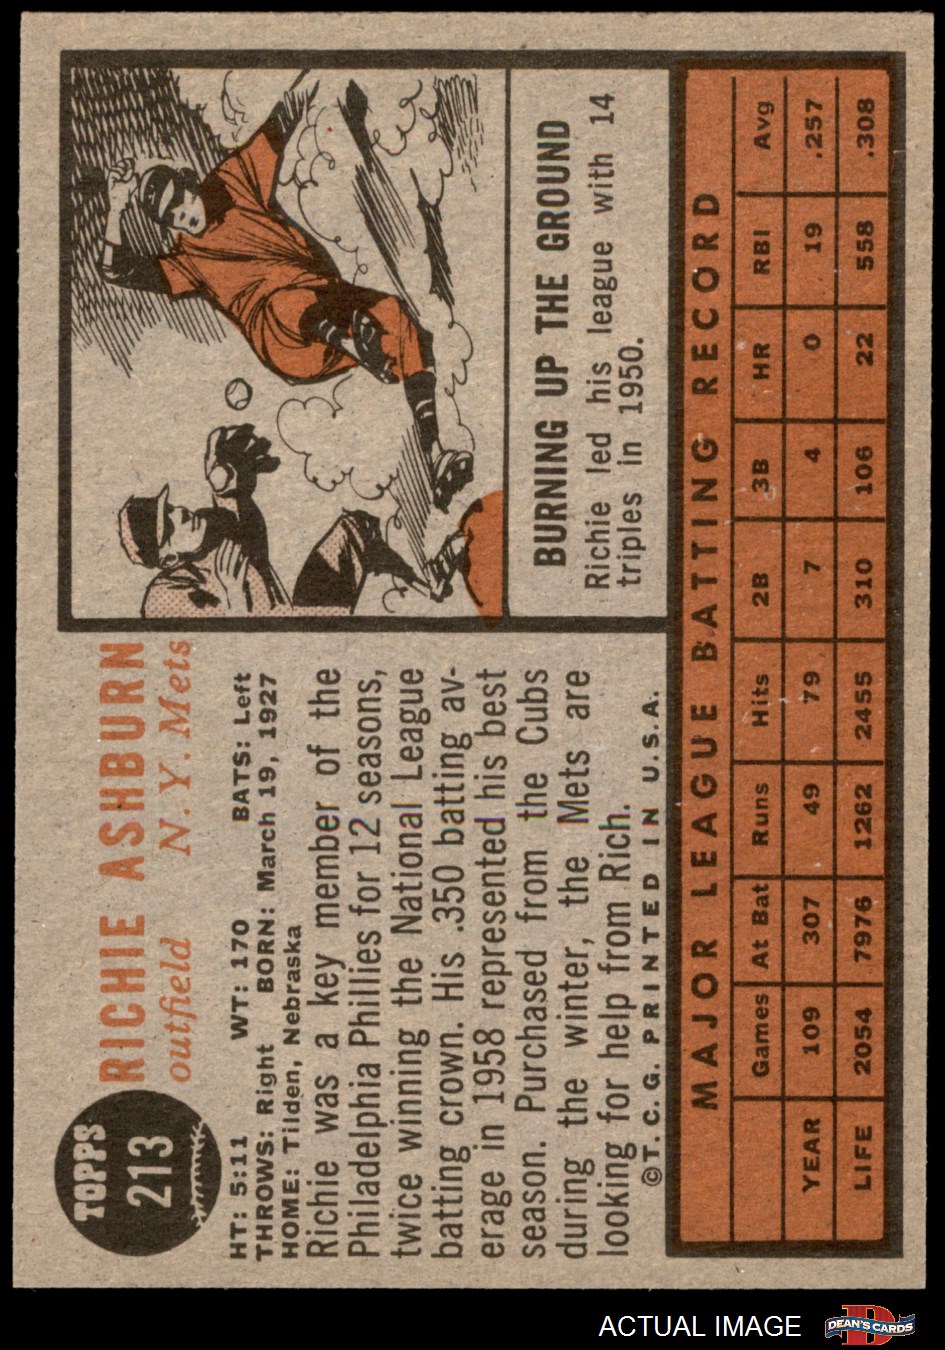 TOPPS
213
RICHIE ASHBURN
outfield N. Y. Mets
HT: 5:11 WT: 170 BATS: Left
THROWS: Right BORN: March 19, 1927
HOME: Tilden, Nebraska
Richie was a key member of the
Philadelphia Phillies for 12 seasons,
twice winning the National League
batting crown. His .350 batting av-
erage in 1958 represented his best
season. Purchased from the Cubs
during the winter, the Mets are
looking for help from Rich.
©T. C. G. PRINTED IN U. S. A.
BURNING UP THE GROUND
Richie led his league with 14
triples in 1950.
MAJOR LEAGUE BATTING RECORD
Games At Bat Runs Hits 2B 3B HR RBI Avg
YEAR 109 307 49 79 7 4 0 19 .257
LIFE 2054 7976 1262 2455 310 106 22 558 .308
ACTUAL IMAGE
D
DEAN'S CARDS